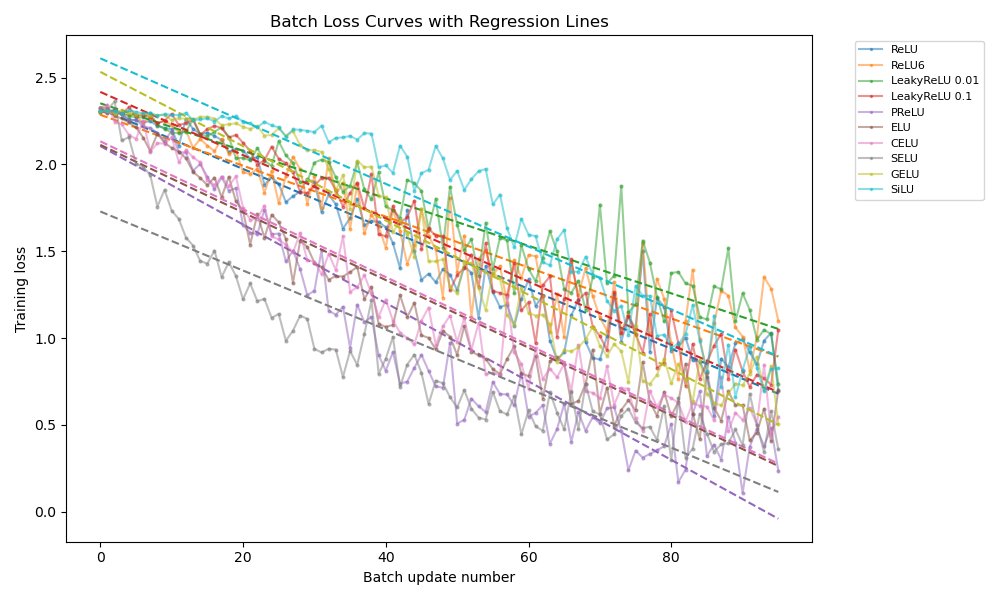 Batch Loss Curves with Regression Lines
Training loss
2.5
2.0
1.5
1.0
0.5
0.0
0
20
40
60
80
Batch update number
ReLU
ReLU6
LeakyReLU 0.01
LeakyReLU 0.1
PReLU
ELU
CELU
SELU
GELU
SiLU